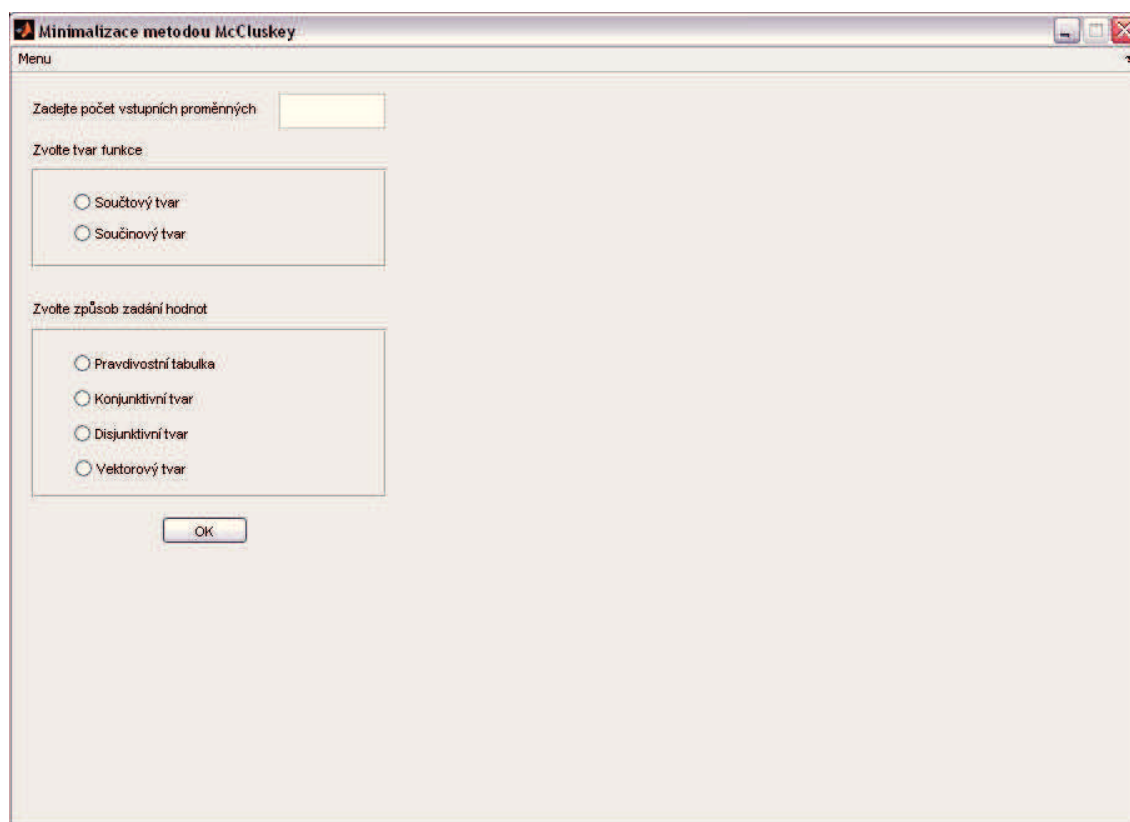 Minimalizace metodou McCluskey
Menu
Zadejte počet vstupních proměnných
Zvolte tvar funkce
Součtový tvar
Součinový tvar
Zvolte způsob zadání hodnot
Pravdivostní tabulka
Konjunktivní tvar
Disjunktivní tvar
Vektorový tvar
OK